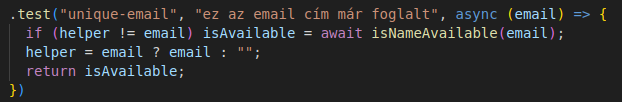 .test("unique-email", "ez az email cím már foglalt", async (email) => {
if (helper != email) isAvailable = await isNameAvailable(email);
helper = email ? email : "";
return isAvailable;
})